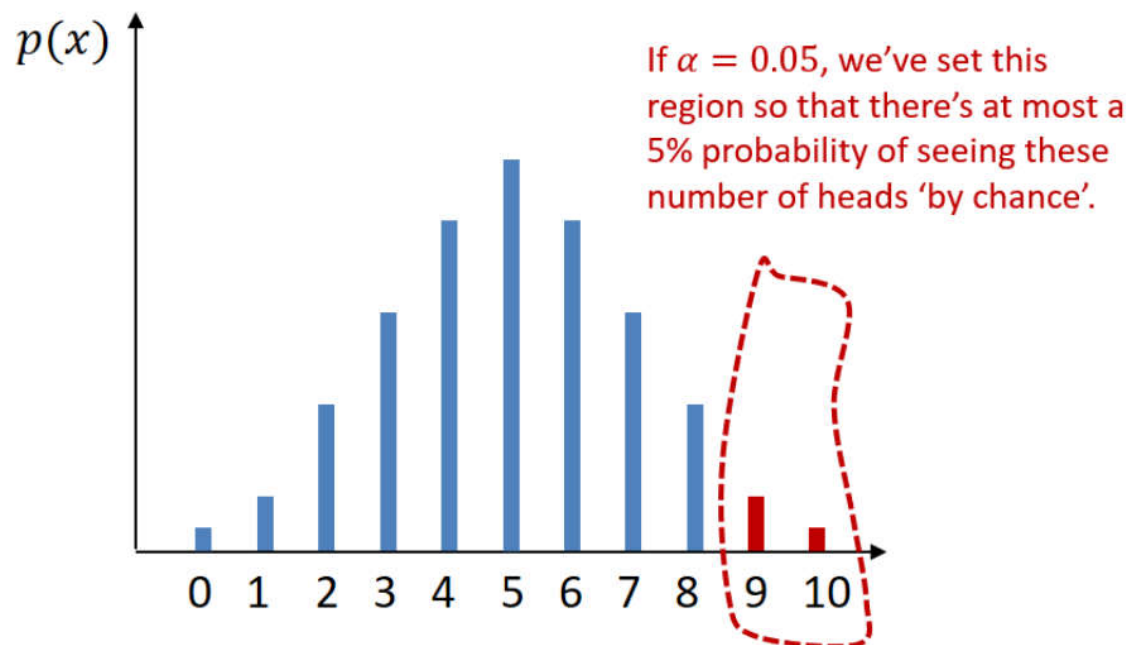 p(x)
If α = 0.05, we’ve set this
region so that there’s at most a
5% probability of seeing these
number of heads ‘by chance’.
0 1 2 3 4 5 6 7 8 9 10